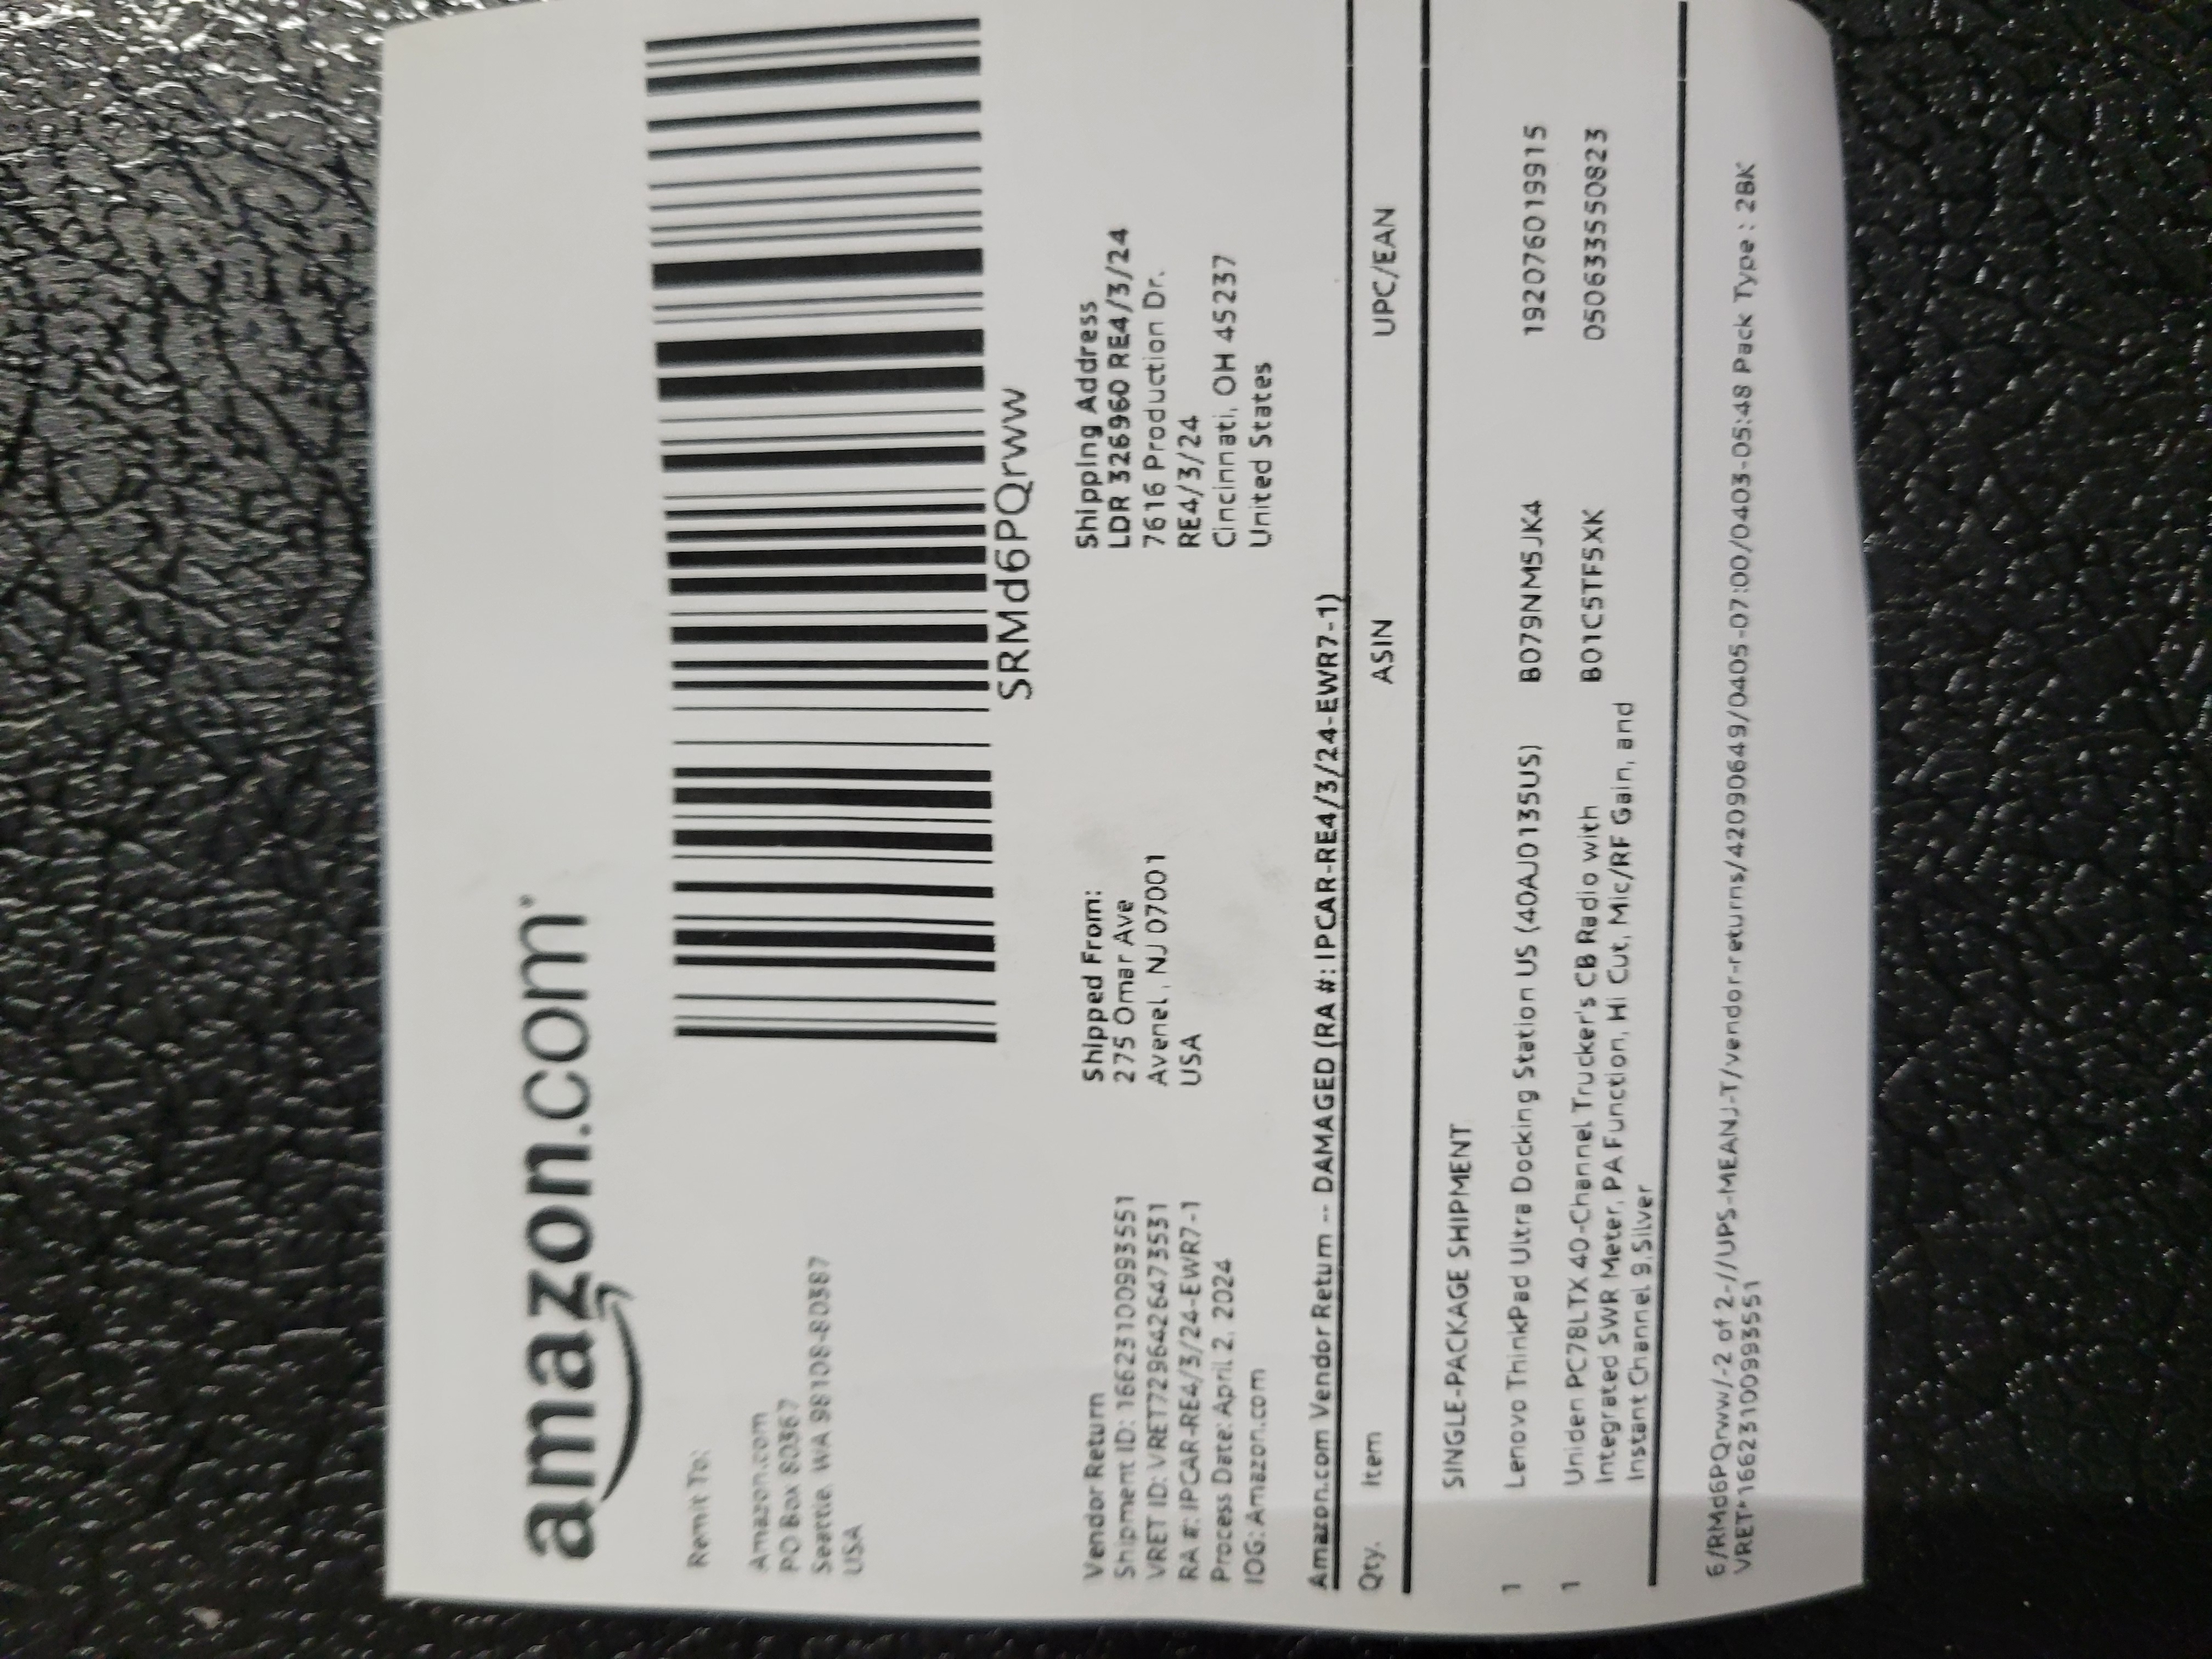 amazon.com
SRMd6PQrww
Remit To:
Amazon.com
PO Box 80387
Seattle, WA 98108-80387
USA
Vendor Return
Shipment ID: 16623100993551
VRET ID: VRET72964264735​31
RA #: IPCAR-RE4/3/24-EWR7-1
Process Date: April 2, 2024
IOG: Amazon.com
Shipped From:
275 Omar Ave
Avenel, NJ 07001
USA
Shipping Address
LDR 326960 RE4/3/24
7616 Production Dr.
RE4/3/24
Cincinnati, OH 45237
United States
Amazon.com Vendor Return -- DAMAGED (RA #: IPCAR-RE4/3/24-EWR7-1)
Qty. Item ASIN UPC/EAN
SINGLE-PACKAGE SHIPMENT
1 Lenovo ThinkPad Ultra Docking Station US (40AJ0135US) B079NM5JK4 192076019915
1 Uniden PC78LTX 40-Channel Trucker's CB Radio with B01C5TF5XK 050633550823
Integrated SWR Meter, PA Function, Hi Cut, Mic/RF Gain, and
Instant Channel 9,Silver
6/RMd6PQrww/-2 of 2-//UPS-MEANJ-T/vendor-returns/42090649/0405-07:00/0403-05:48 Pack Type : 2BK
VRET*16623100993551